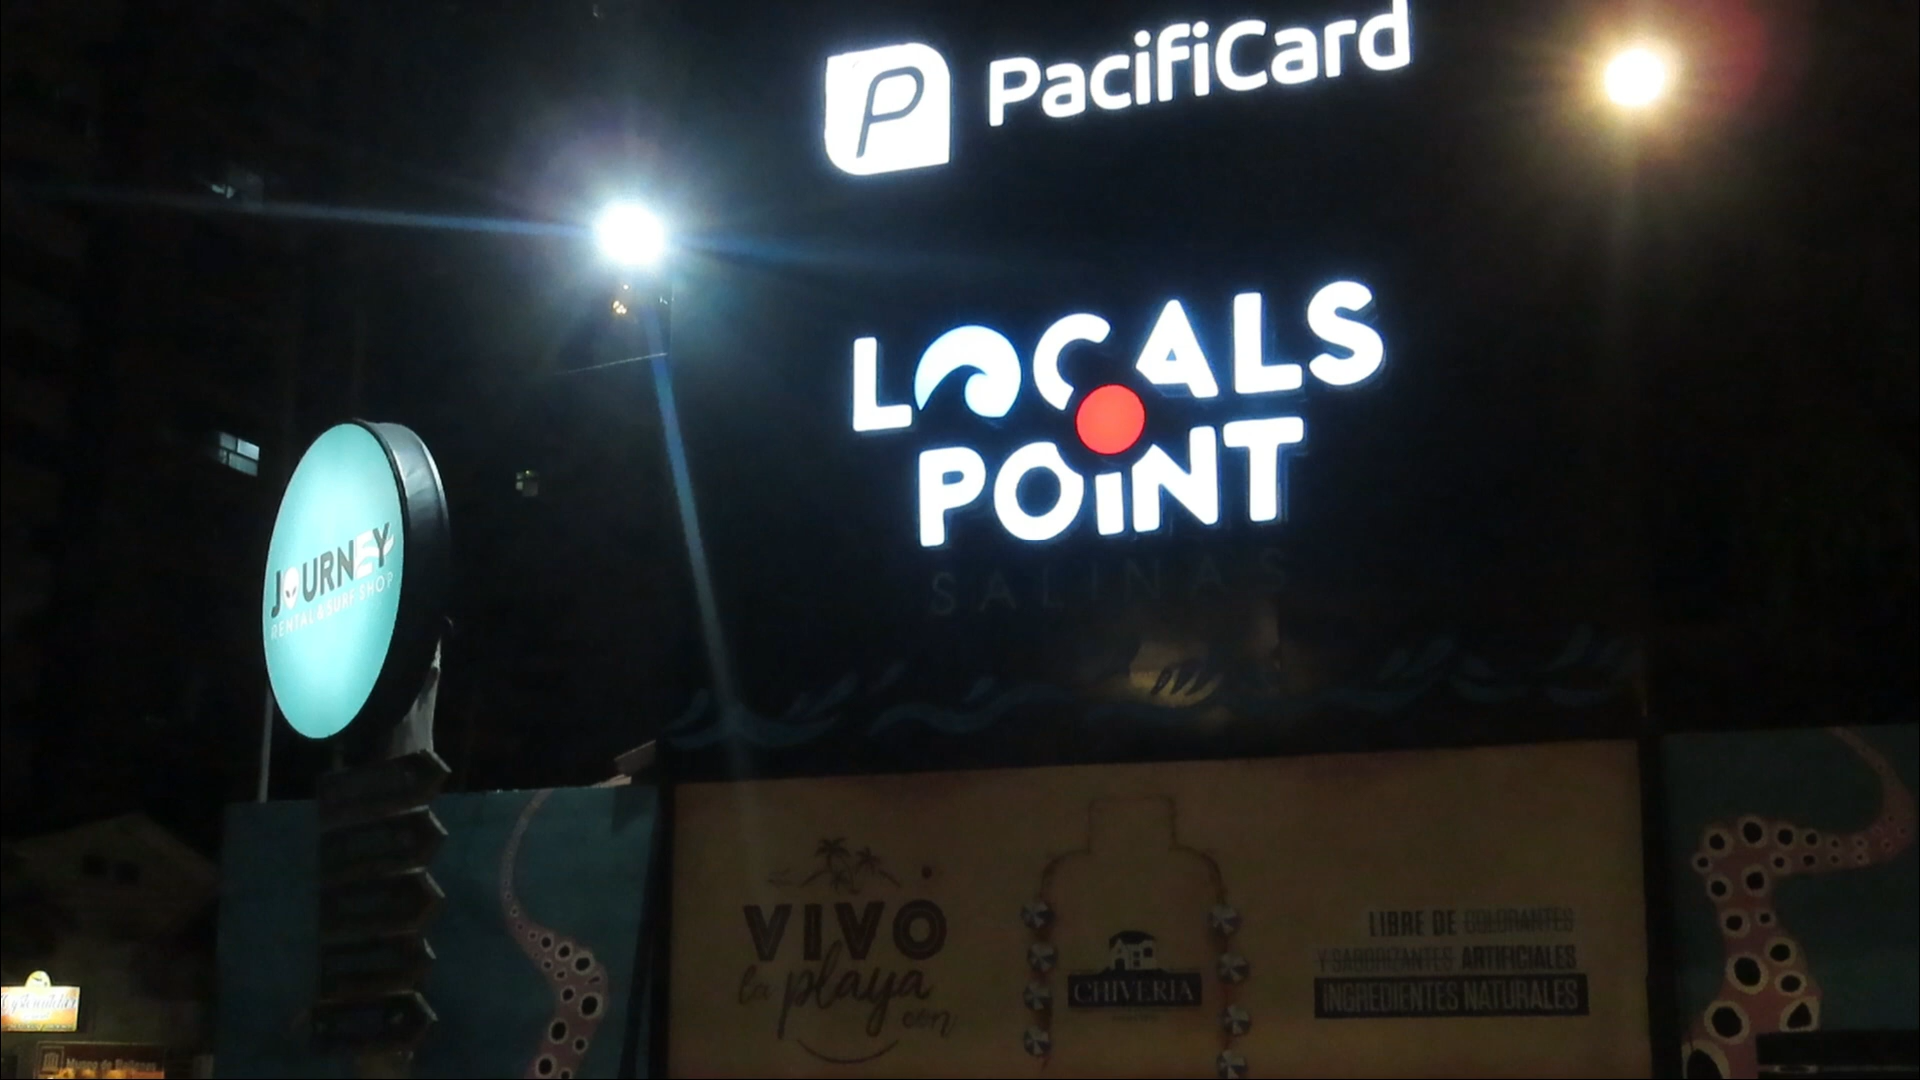 P PacifiCard
LOCALS
POINT
SALINAS
JOURNEY
RENTAL & SURF SHOP
VIVO
la playa
con
CHIVERIA
LIBRE DE COLORANTES
Y SABORIZANTES ARTIFICIALES
INGREDIENTES NATURALES